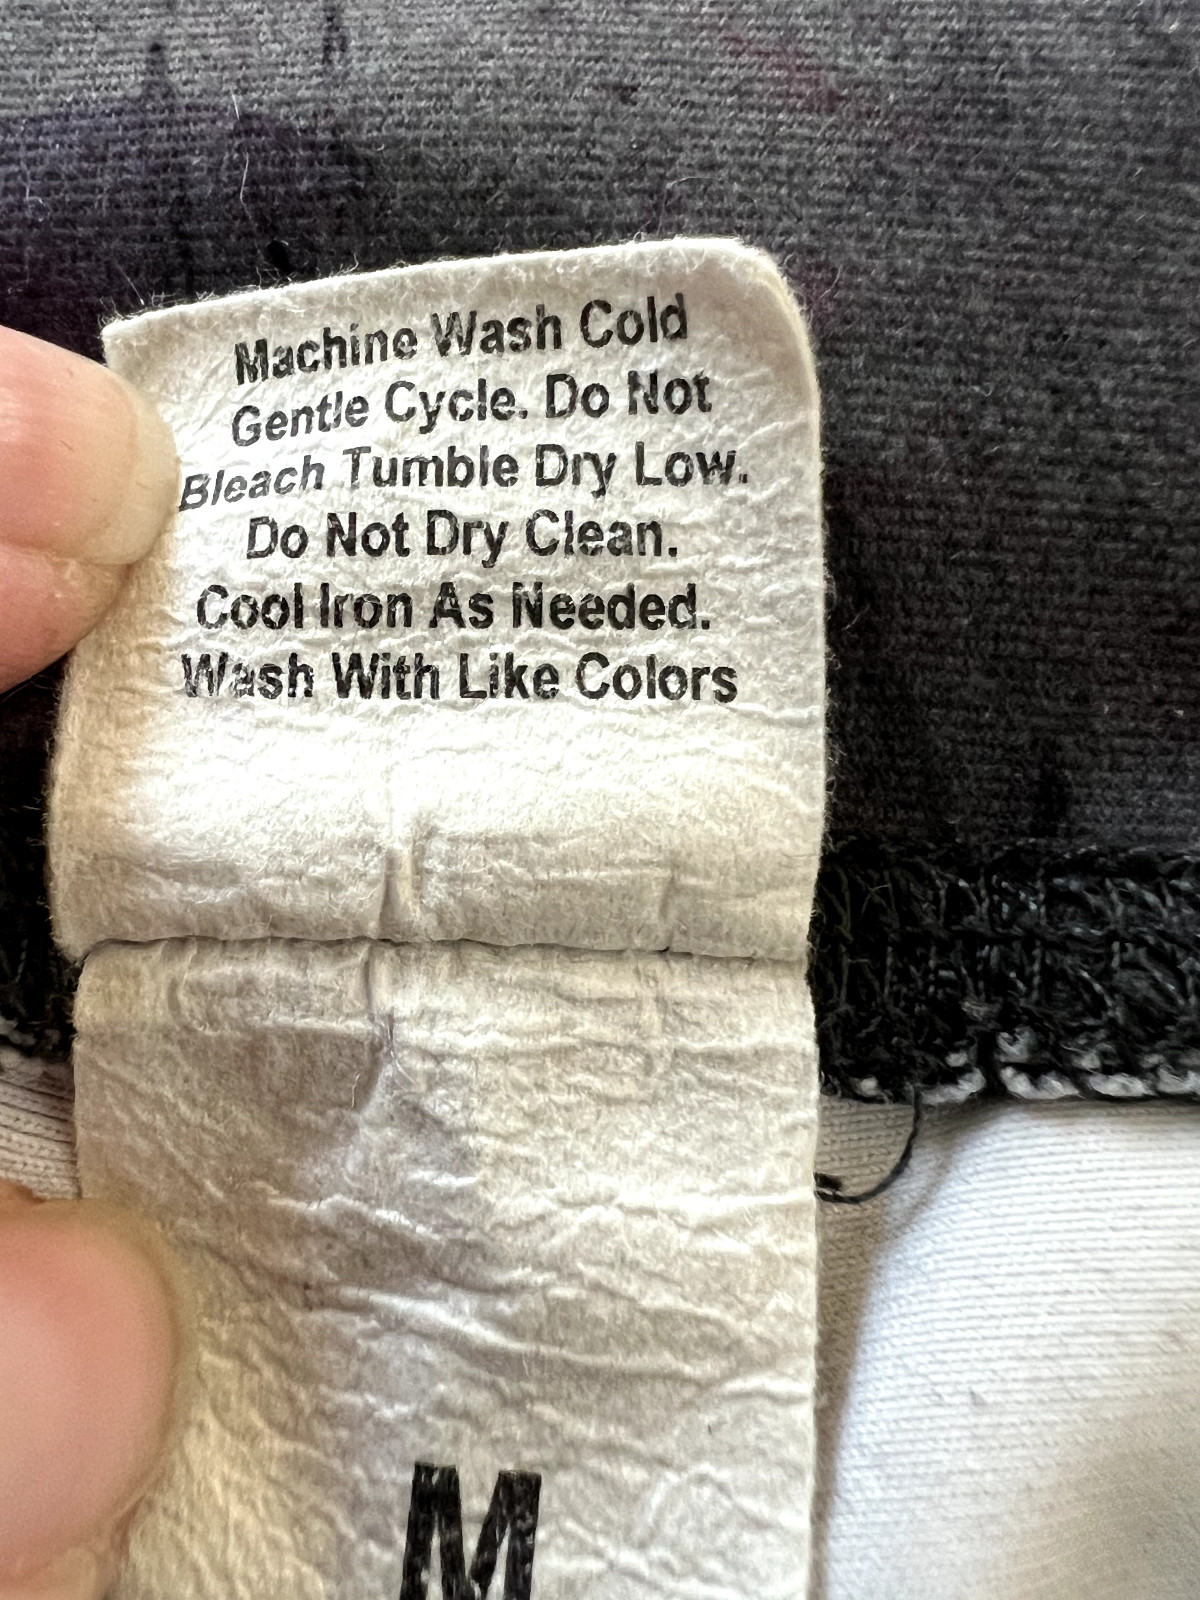 Machine Wash Cold
Gentle Cycle. Do Not
Bleach Tumble Dry Low.
Do Not Dry Clean.
Cool Iron As Needed.
Wash With Like Colors
M